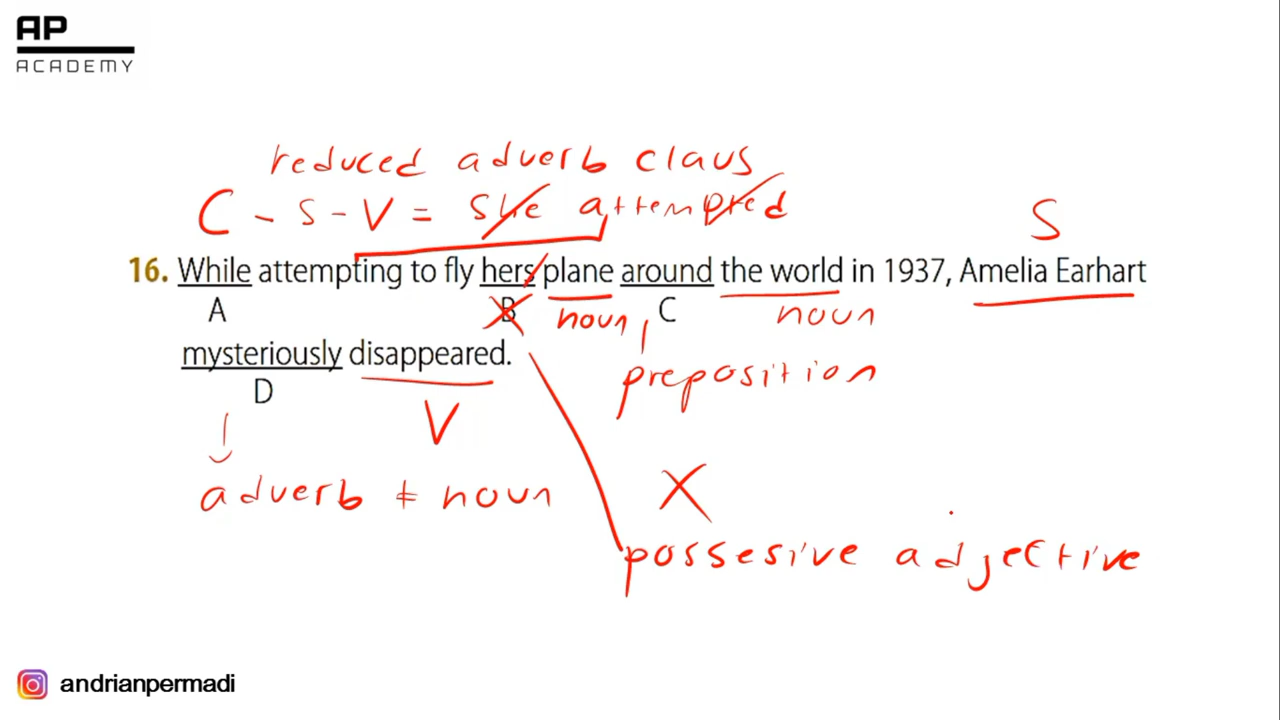 AP
ACADEMY
reduced adverb claus
C - S - V = she attempted
S
16. While attempting to fly hers plane around the world in 1937, Amelia Earhart
A B noun, C noun
mysteriously disappeared.
preposition
D
V
adverb ≠ noun X
possesive adjective
andrianpermadi